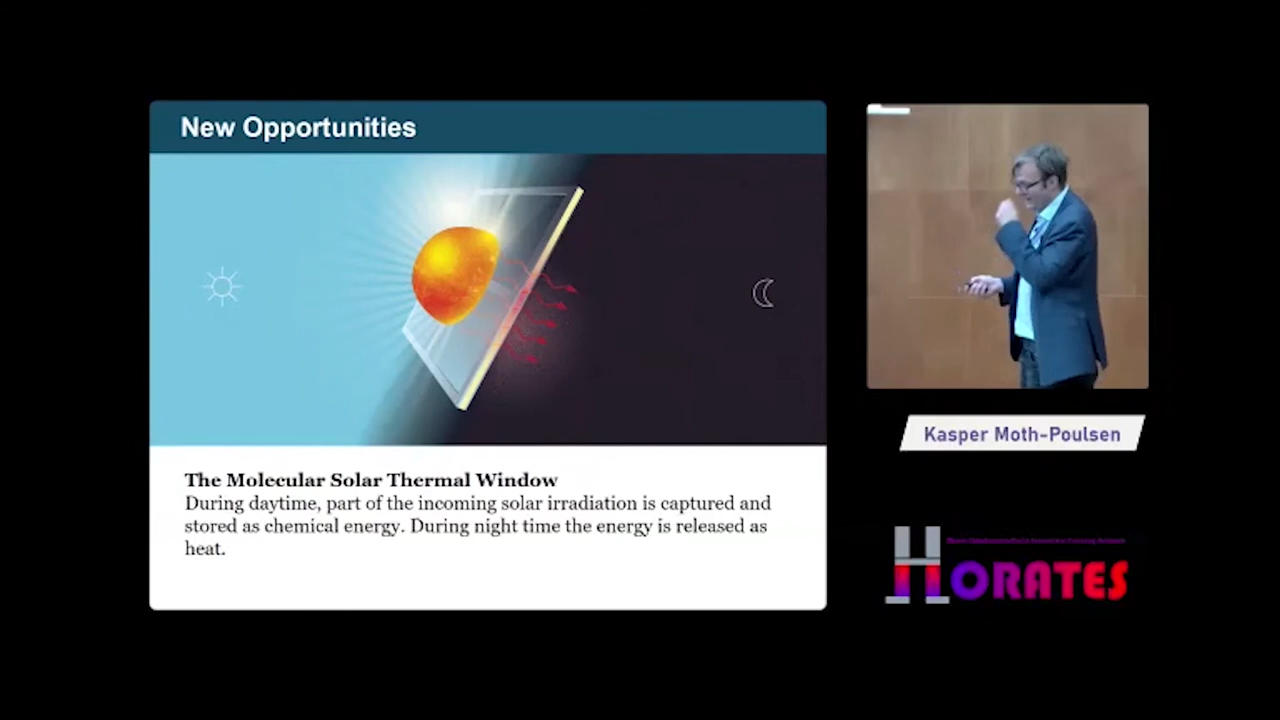 New Opportunities
The Molecular Solar Thermal Window
During daytime, part of the incoming solar irradiation is captured and
stored as chemical energy. During night time the energy is released as
heat.
Kasper Moth-Poulsen
HORATES